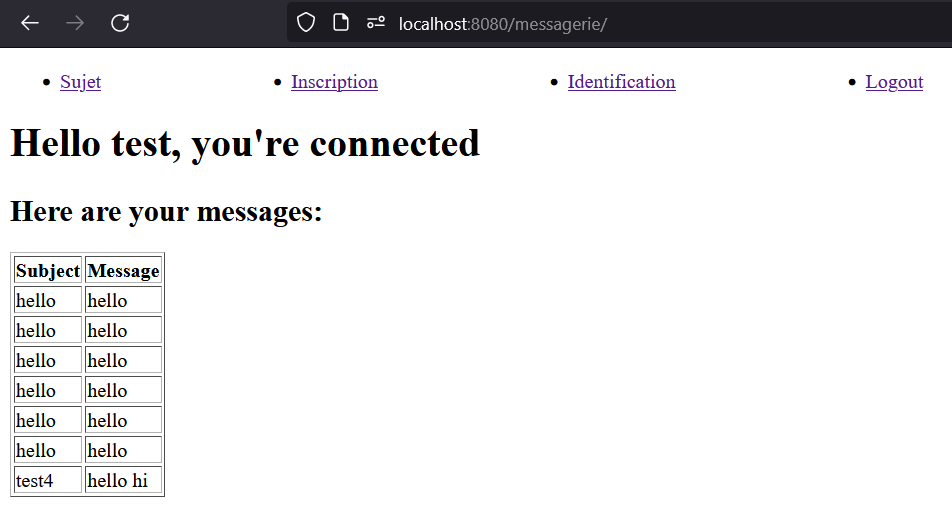 localhost:8080/messagerie/
Sujet Inscription Identification Logout
Hello test, you're connected
Here are your messages:
Subject Message
hello hello
hello hello
hello hello
hello hello
hello hello
hello hello
test4 hello hi